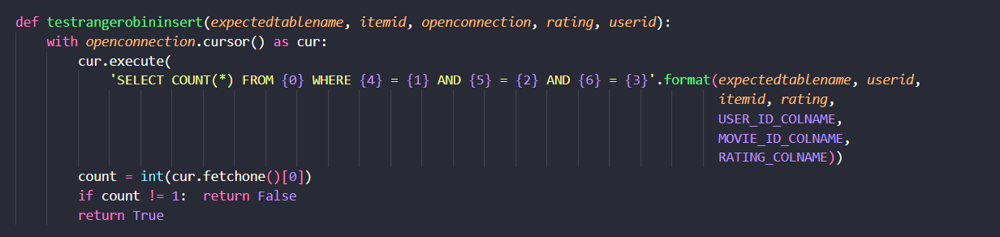 def testrangerobininsert(expectedtablename, itemid, openconnection, rating, userid):
    with openconnection.cursor() as cur:
        cur.execute(
            'SELECT COUNT(*) FROM {0} WHERE {4} = {1} AND {5} = {2} AND {6} = {3}'.format(expectedtablename, userid,
                                                                                          itemid, rating,
                                                                                          USER_ID_COLNAME,
                                                                                          MOVIE_ID_COLNAME,
                                                                                          RATING_COLNAME))
        count = int(cur.fetchone()[0])
        if count != 1:  return False
        return True